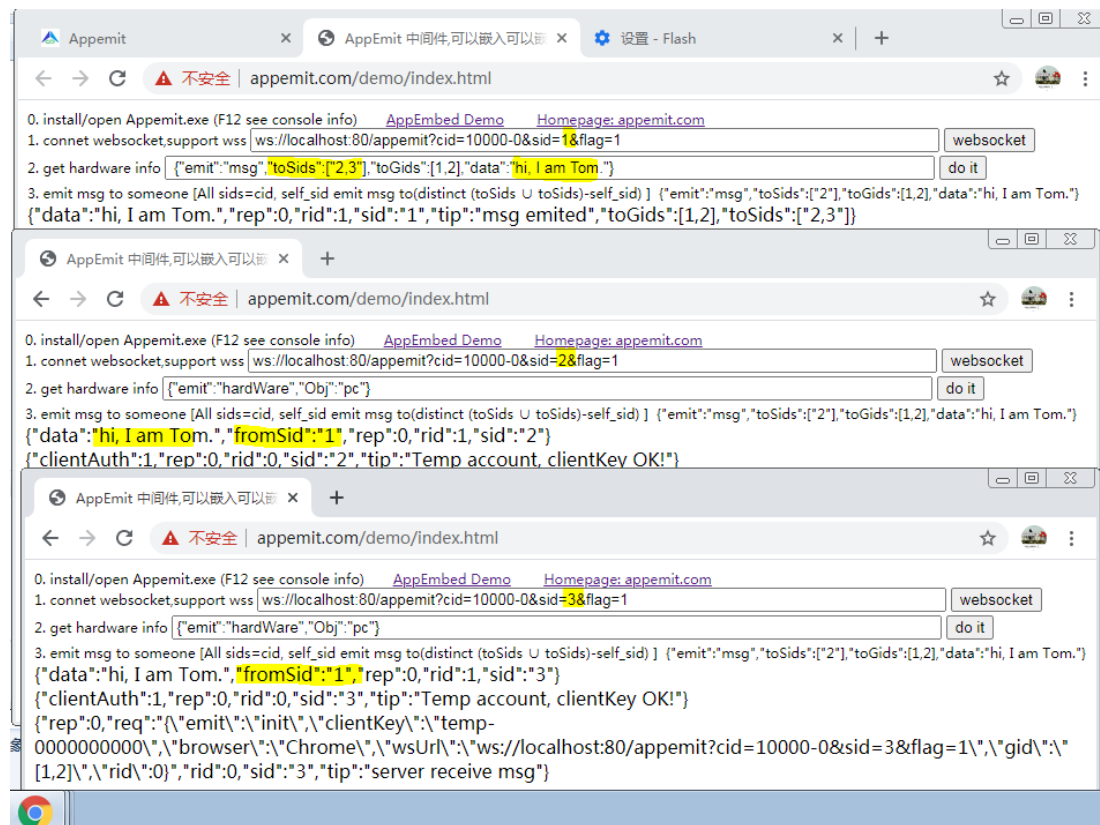 Appemit
AppEmit 中间件,可以嵌入可以
设置 - Flash
不安全 | appemit.com/demo/index.html
0. install/open Appemit.exe (F12 see console info) AppEmbed Demo Homepage: appemit.com
1. connet websocket,support wss ws://localhost:80/appemit?cid=10000-0&sid=1&flag=1 websocket
2. get hardware info {"emit":"msg","toSids":["2,3"],"toGids":[1,2],"data":"hi, I am Tom."} do it
3. emit msg to someone [All sids=cid, self_sid emit msg to(distinct (toSids ∪ toSids)-self_sid) ] {"emit":"msg","toSids":["2"],"toGids":[1,2],"data":"hi, I am Tom."}
{"data":"hi, I am Tom.","rep":0,"rid":1,"sid":"1","tip":"msg emited","toGids":[1,2],"toSids":["2,3"]}
AppEmit 中间件,可以嵌入可以
不安全 | appemit.com/demo/index.html
0. install/open Appemit.exe (F12 see console info) AppEmbed Demo Homepage: appemit.com
1. connet websocket,support wss ws://localhost:80/appemit?cid=10000-0&sid=2&flag=1 websocket
2. get hardware info {"emit":"hardWare","Obj":"pc"} do it
3. emit msg to someone [All sids=cid, self_sid emit msg to(distinct (toSids ∪ toSids)-self_sid) ] {"emit":"msg","toSids":["2"],"toGids":[1,2],"data":"hi, I am Tom."}
{"data":"hi, I am Tom.","fromSid":"1","rep":0,"rid":1,"sid":"2"}
{"clientAuth":1,"rep":0,"rid":0,"sid":"2","tip":"Temp account, clientKey OK!"}
AppEmit 中间件,可以嵌入可以
不安全 | appemit.com/demo/index.html
0. install/open Appemit.exe (F12 see console info) AppEmbed Demo Homepage: appemit.com
1. connet websocket,support wss ws://localhost:80/appemit?cid=10000-0&sid=3&flag=1 websocket
2. get hardware info {"emit":"hardWare","Obj":"pc"} do it
3. emit msg to someone [All sids=cid, self_sid emit msg to(distinct (toSids ∪ toSids)-self_sid) ] {"emit":"msg","toSids":["2"],"toGids":[1,2],"data":"hi, I am Tom."}
{"data":"hi, I am Tom.","fromSid":"1","rep":0,"rid":1,"sid":"3"}
{"clientAuth":1,"rep":0,"rid":0,"sid":"3","tip":"Temp account, clientKey OK!"}
{"rep":0,"req":"{\"emit\":\"init\",\"clientKey\":\"temp-
0000000000\",\"browser\":\"Chrome\",\"wsUrl\":\"ws://localhost:80/appemit?cid=10000-0&sid=3&flag=1\",\"gid\":\"
[1,2]\",\"rid\":0}","rid":0,"sid":"3","tip":"server receive msg"}